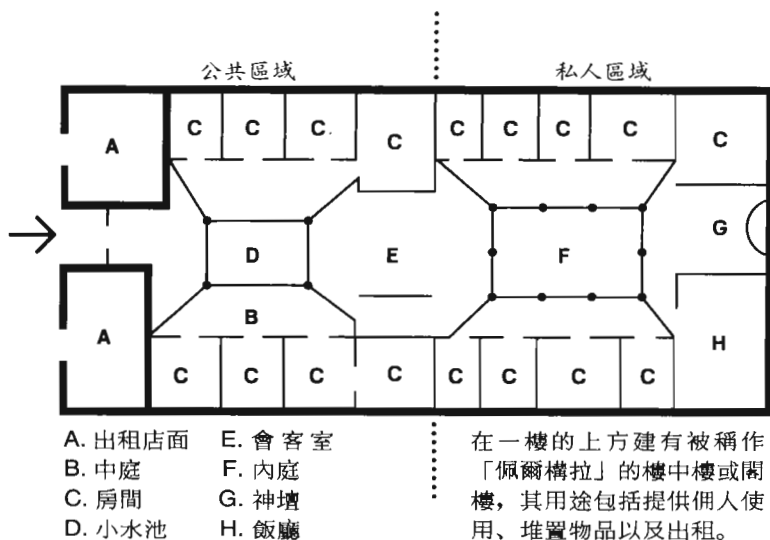 公共區域 私人區域
A C C C C C C C C C
D E F G
B
A C C C C C C C C H
A. 出租店面
B. 中庭
C. 房間
D. 小水池
E. 會客室
F. 內庭
G. 神壇
H. 飯廳
在一樓的上方建有被稱作
「佩爾構拉」的樓中樓或閣
樓，其用途包括提供佣人使
用、堆置物品以及出租。